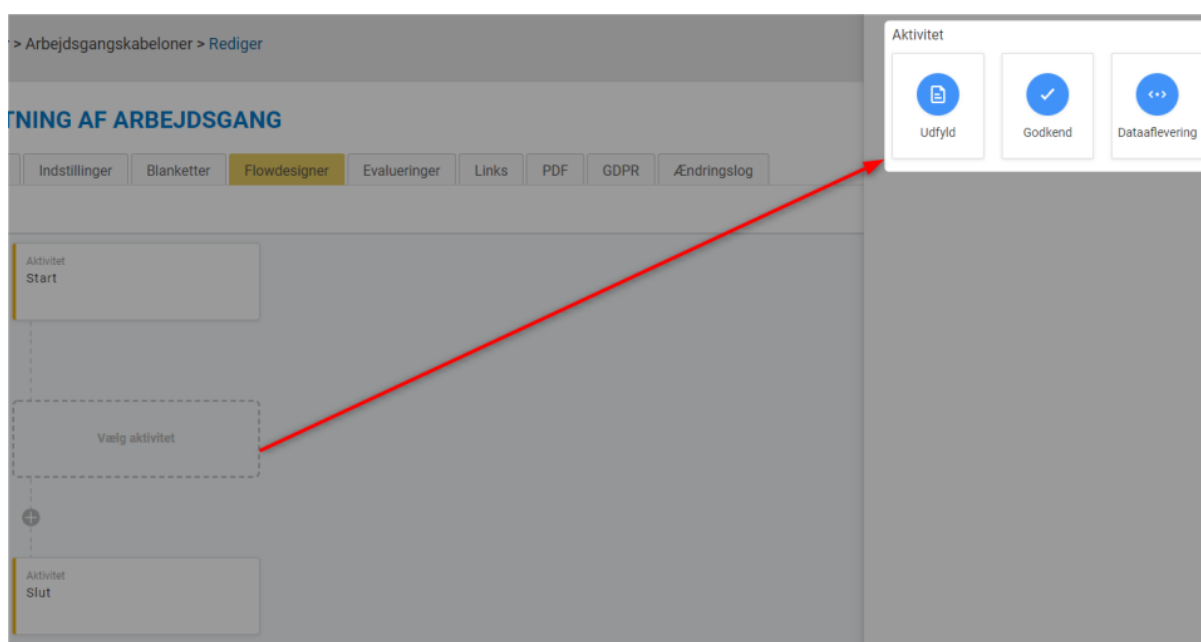 > Arbejdsgangskabeloner > Rediger
TNING AF ARBEJDSGANG
Indstillinger
Blanketter
Flowdesigner
Evalueringer
Links
PDF
GDPR
Ændringslog
Aktivitet
Start
Vælg aktivitet
Aktivitet
Slut
Aktivitet
Udfyld
Godkend
Dataaflevering